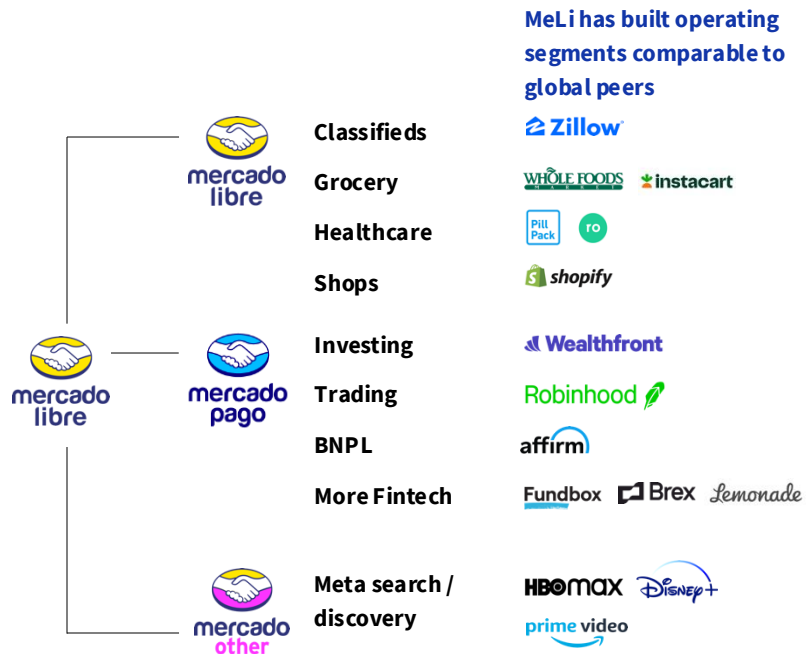 MeLi has built operating
segments comparable to
global peers
mercado
libre
Classifieds
Zillow
Grocery
WHOLE FOODS
MARKET
instacart
Healthcare
Pill
Pack
ro
Shops
shopify
mercado
libre
mercado
pago
Investing
Wealthfront
Trading
Robinhood
BNPL
affirm
More Fintech
Fundbox
Brex
Lemonade
mercado
other
Meta search /
discovery
HBOMAX
Disney+
prime video